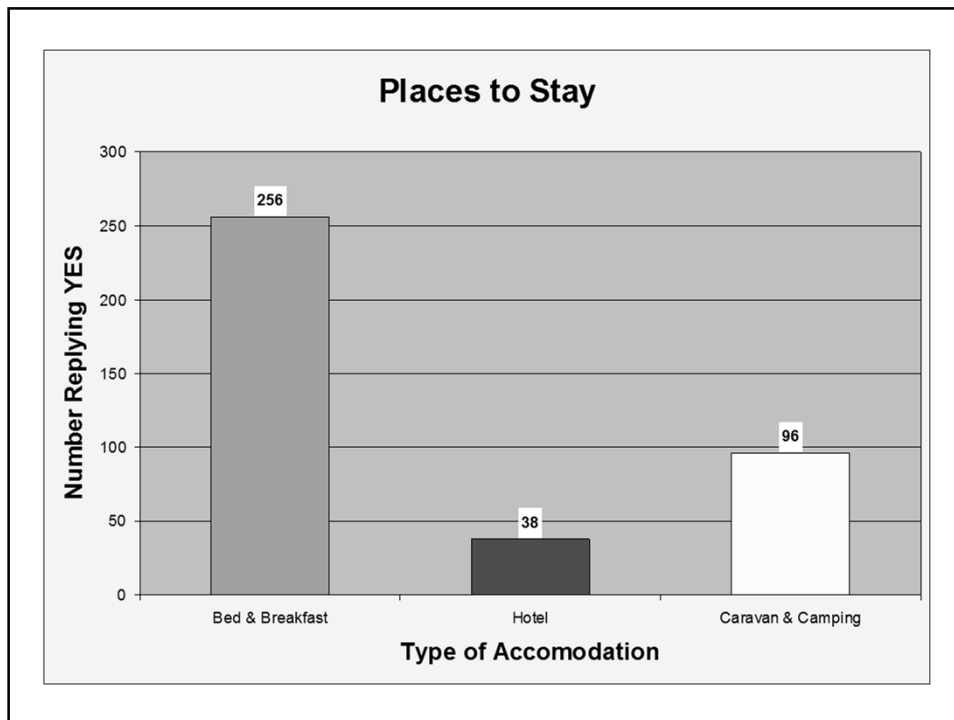 Places to Stay
Number Replying YES
300
250
200
150
100
50
0
256
38
96
Bed & Breakfast
Hotel
Caravan & Camping
Type of Accomodation